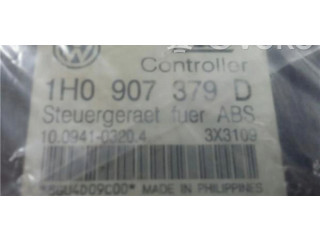 Controller
1H0 907 379 D
Steuergeraet fuer ABS
10.0941-0320.4 3X3109
MADE IN PHILIPPINES